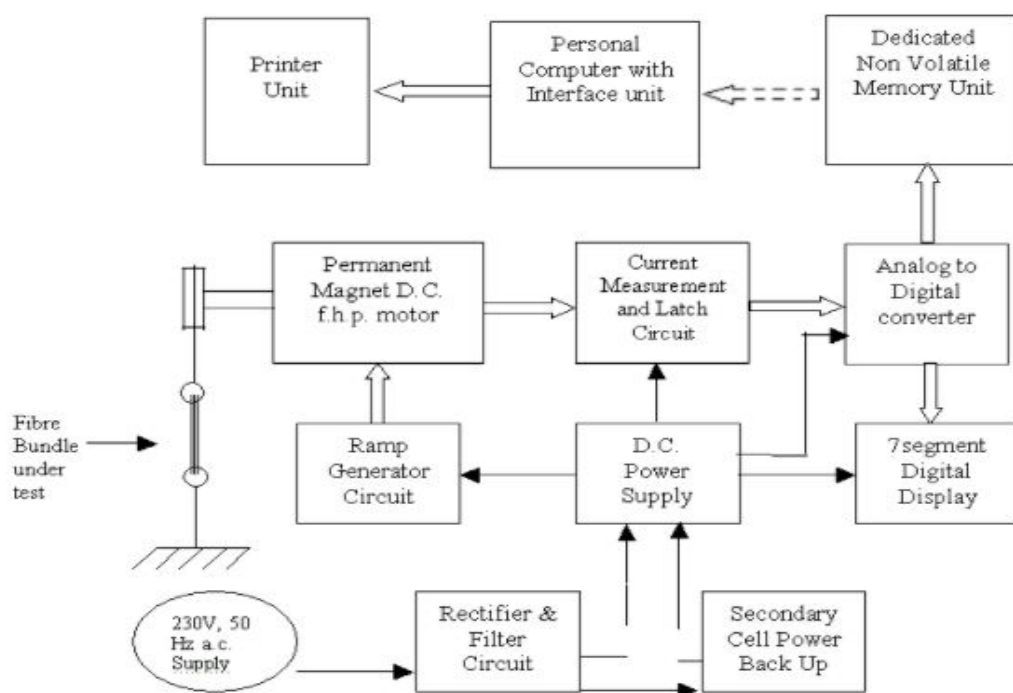 Printer
Unit
Personal
Computer with
Interface unit
Dedicated
Non Volatile
Memory Unit
Permanent
Magnet D.C.
f.h.p. motor
Current
Measurement
and Latch
Circuit
Analog to
Digital
converter
Fibre
Bundle
under
test
Ramp
Generator
Circuit
D.C.
Power
Supply
7segment
Digital
Display
230V, 50
Hz a.c.
Supply
Rectifier &
Filter
Circuit
Secondary
Cell Power
Back Up